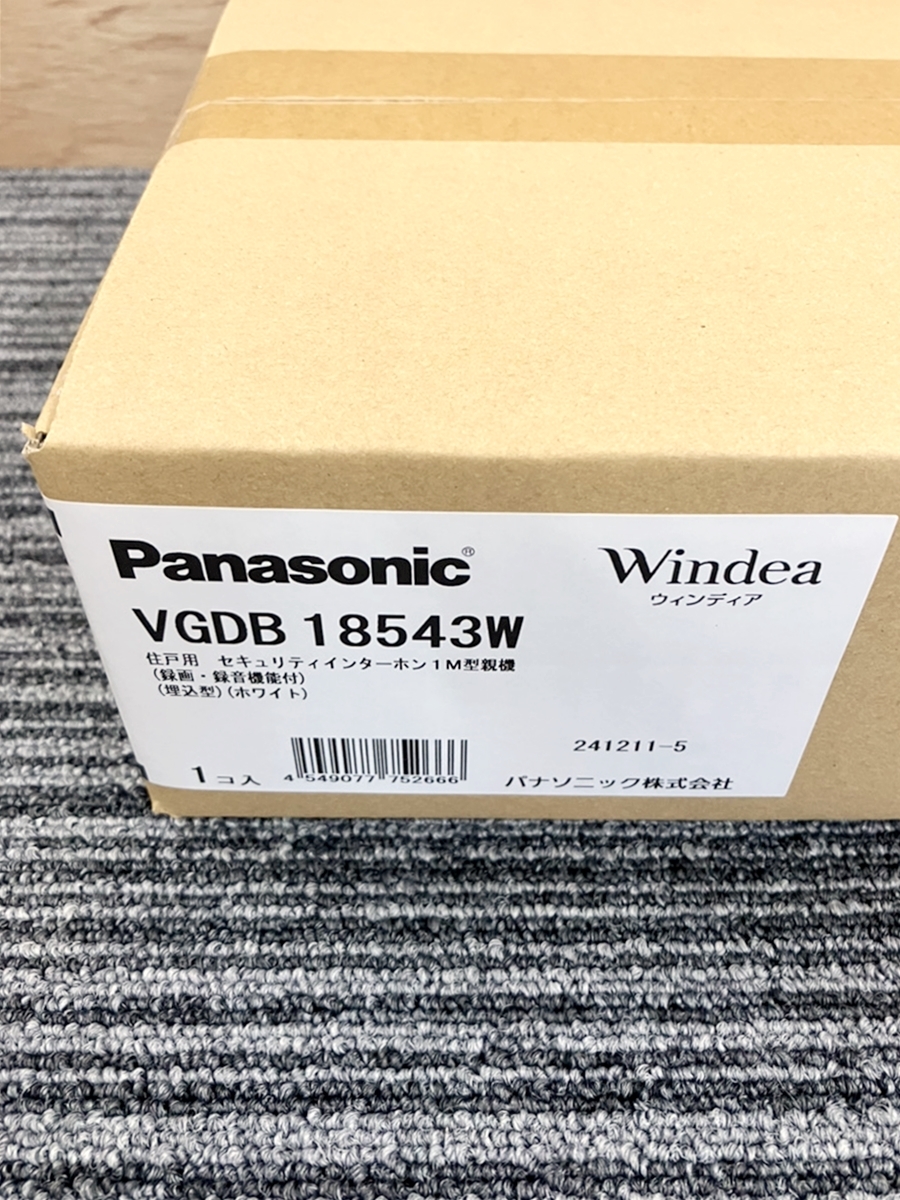 Panasonic®
Windea
ウィンディア
VGDB 18543W
住戸用 セキュリティインターホン1M型親機
(録画・録音機能付)
(埋込型)(ホワイト)
241211-5
1コ入
4 549077 752666
パナソニック株式会社